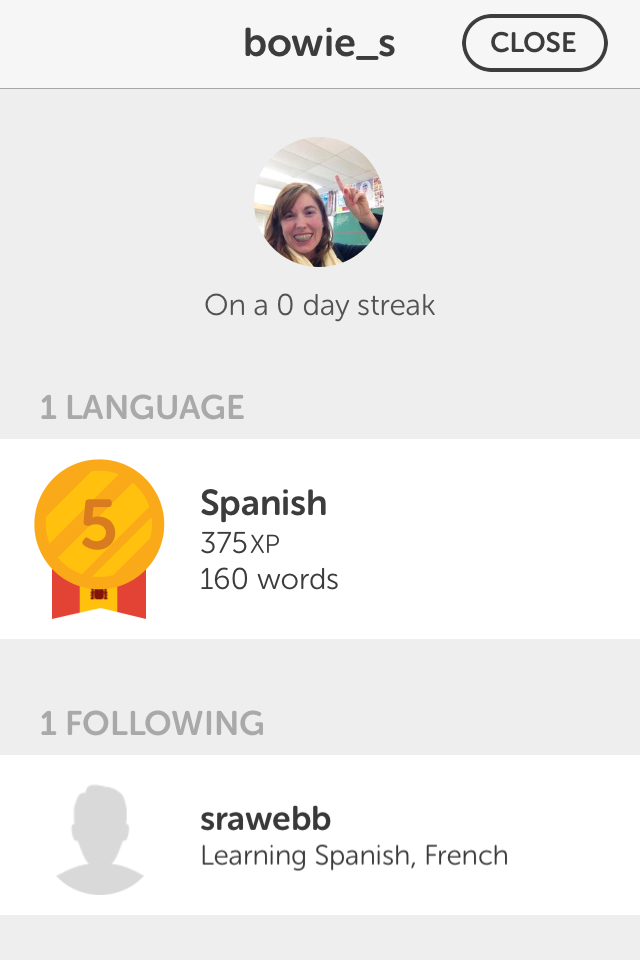 bowie_s
CLOSE
On a 0 day streak
1 LANGUAGE
5
Spanish
375XP
160 words
1 FOLLOWING
srawebb
Learning Spanish, French